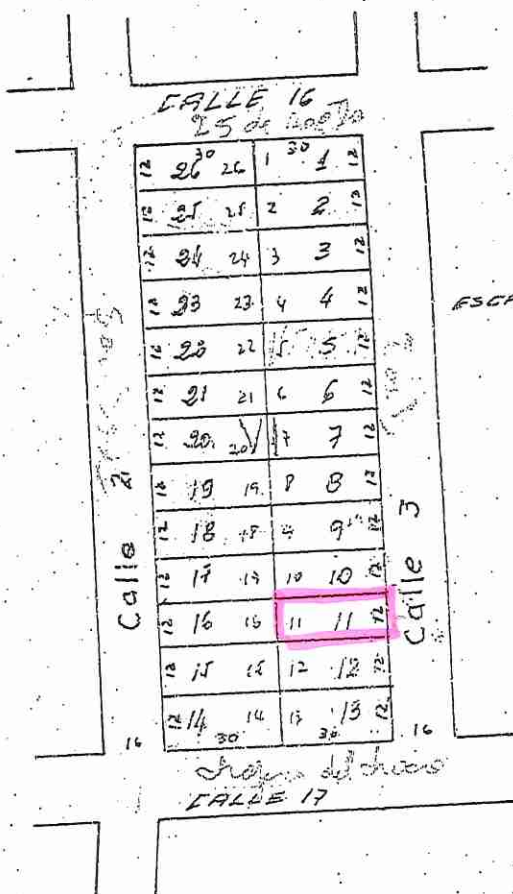 CALLE 16
25 de
12 26 30 26 1 30 1 12
12 25 25 2 2 12
12 24 24 3 3 12
12 23 23 4 4 12
12 22 22 5 5 12
12 21 21 6 6 12
12 20 20 7 7 12
12 19 19 8 8 12
12 18 18 9 9 12
12 17 17 10 10 12
12 16 16 11 11 12
12 15 15 12 12 12
12 14 14 13 13 12
16 30 30 16
Calle 2
Calle 3
CALLE 17